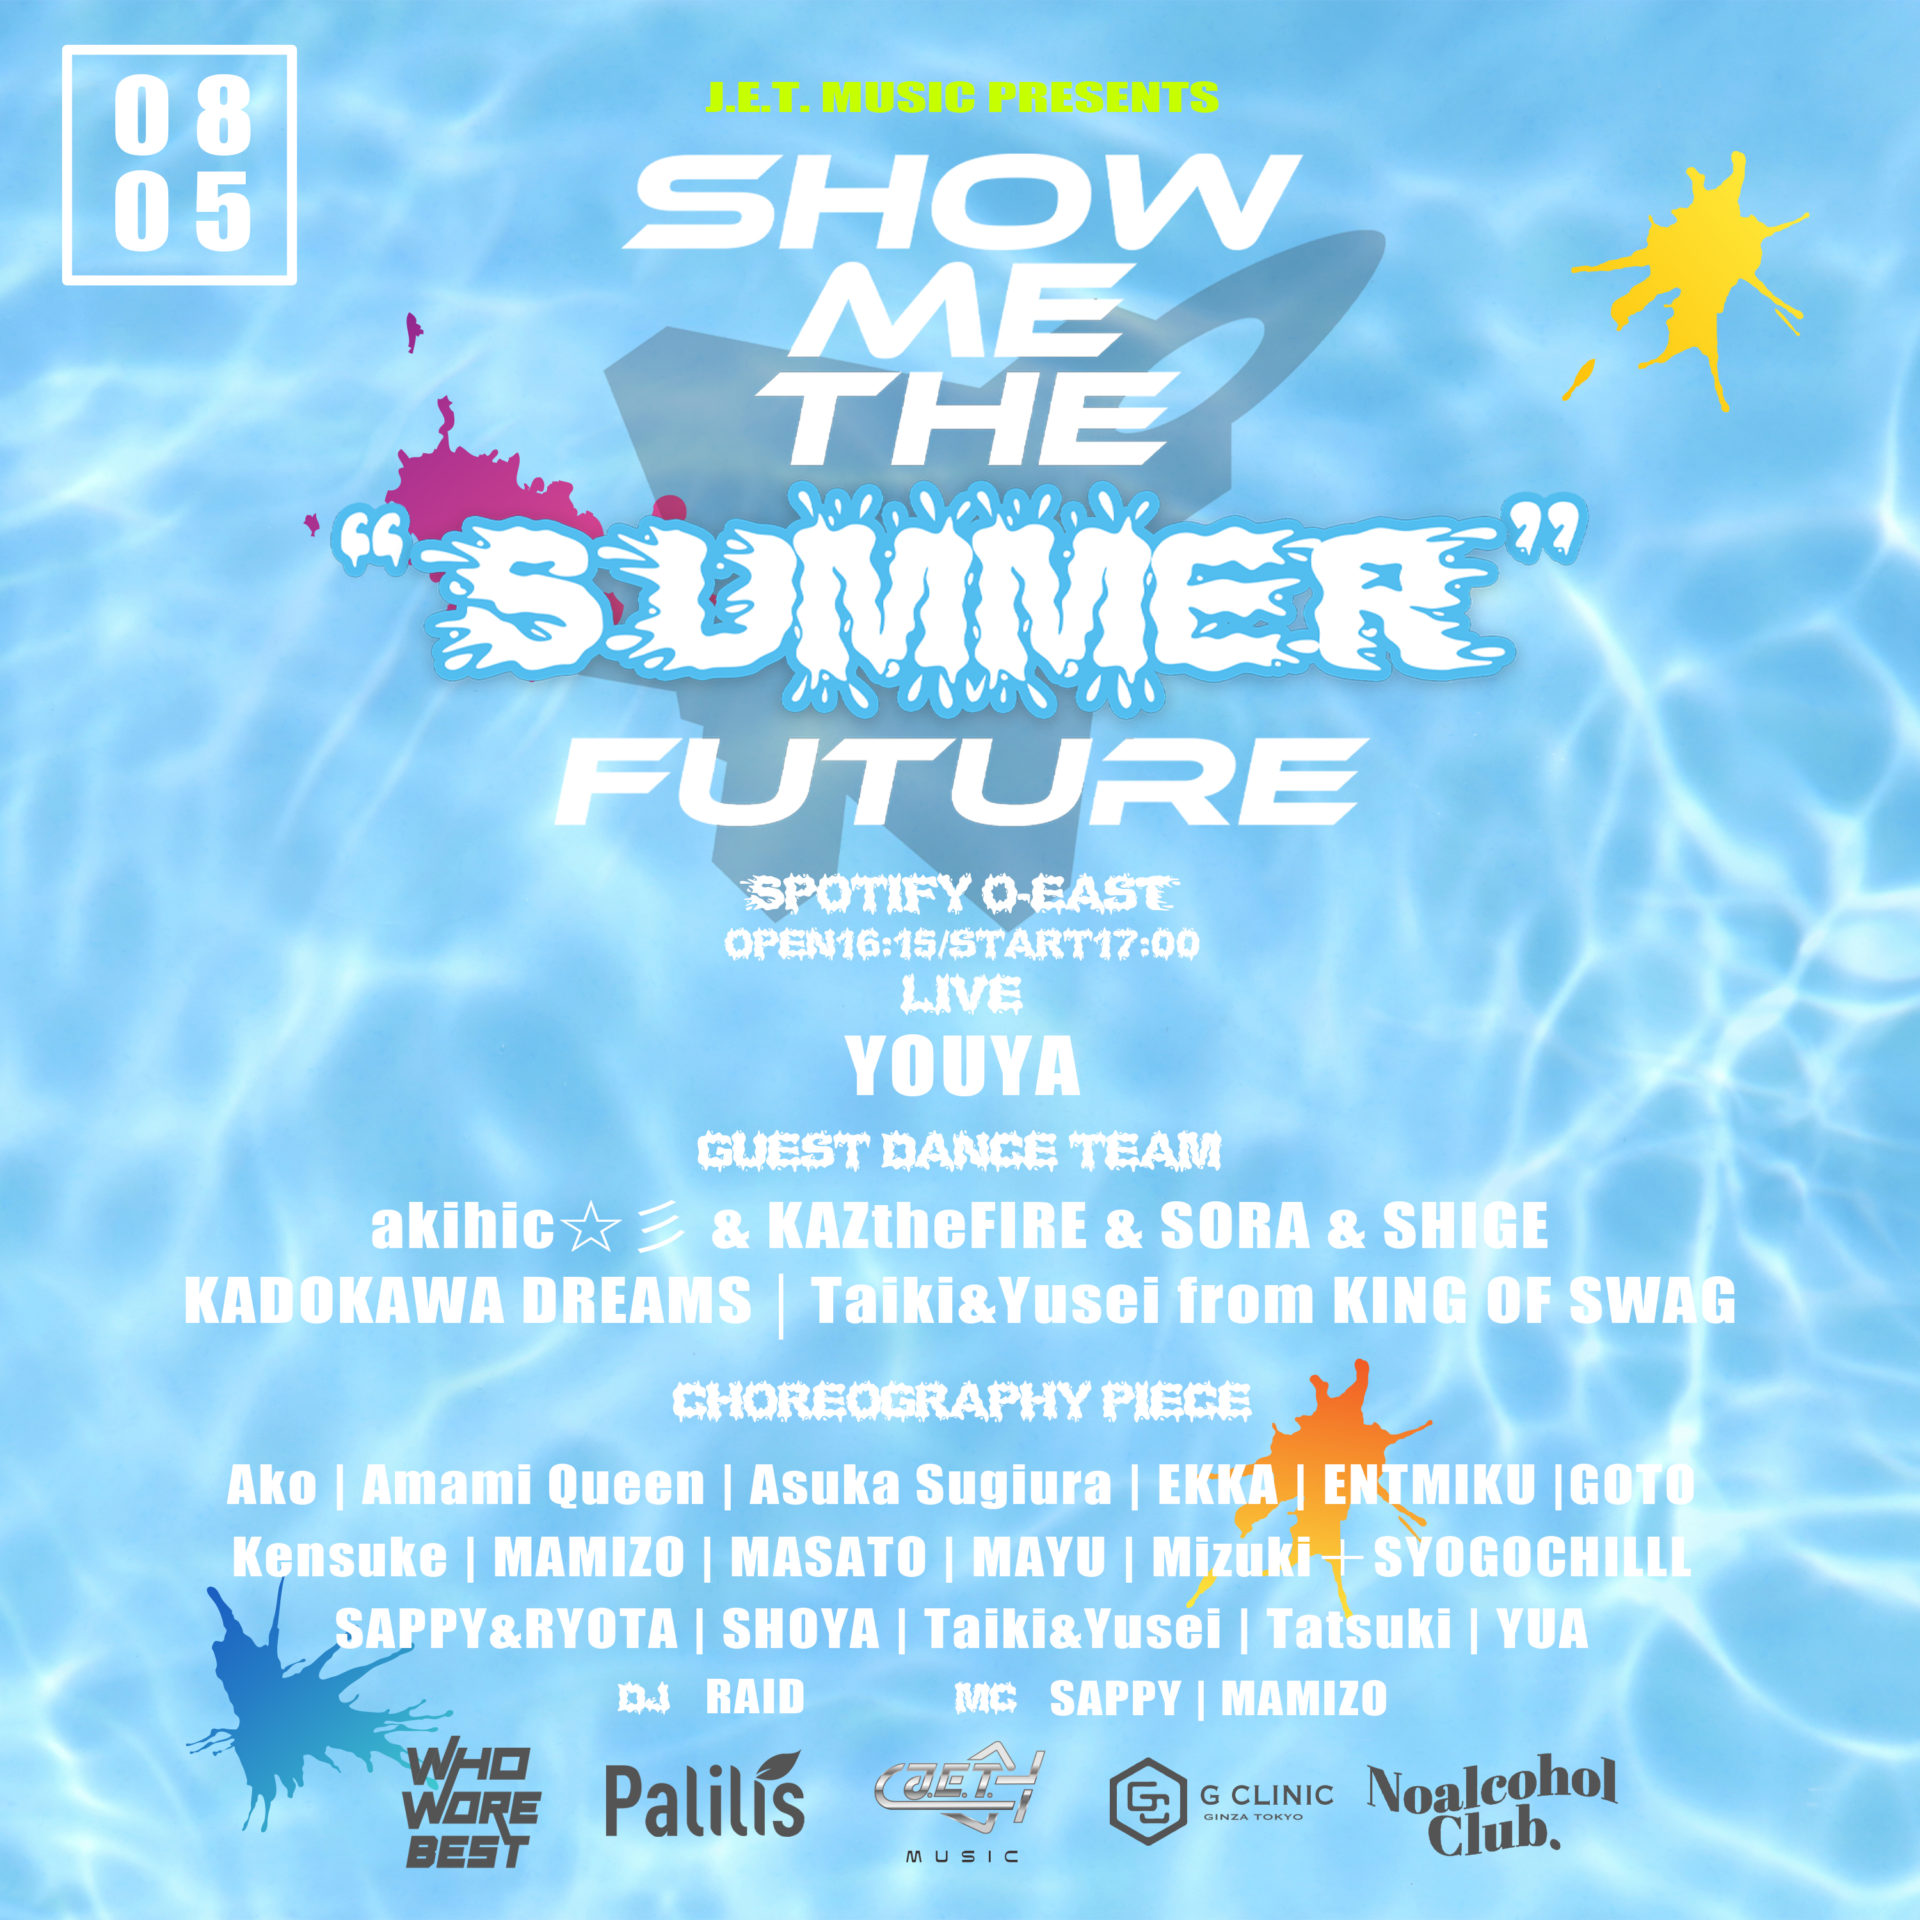 08
05
J.E.T. MUSIC PRESENTS
SHOW
ME
THE
“SUMMER”
FUTURE
SPOTIFY O-EAST
OPEN16:15/START17:00
LIVE
YOUYA
GUEST DANCE TEAM
akihic☆彡 & KAZtheFIRE & SORA & SHIGE
KADOKAWA DREAMS | Taiki&Yusei from KING OF SWAG
CHOREOGRAPHY PIECE
Ako | Amami Queen | Asuka Sugiura | EKKA | ENTMIKU |GOTO
Kensuke | MAMIZO | MASATO | MAYU | Mizuki＋SYOGOCHILLL
SAPPY&RYOTA | SHOYA | Taiki&Yusei | Tatsuki | YUA
DJ RAID MC SAPPY | MAMIZO
WHO
WORE
BEST
Palilis
J.E.T.
MUSIC
G CLINIC
GINZA TOKYO
Noalcohol
Club.